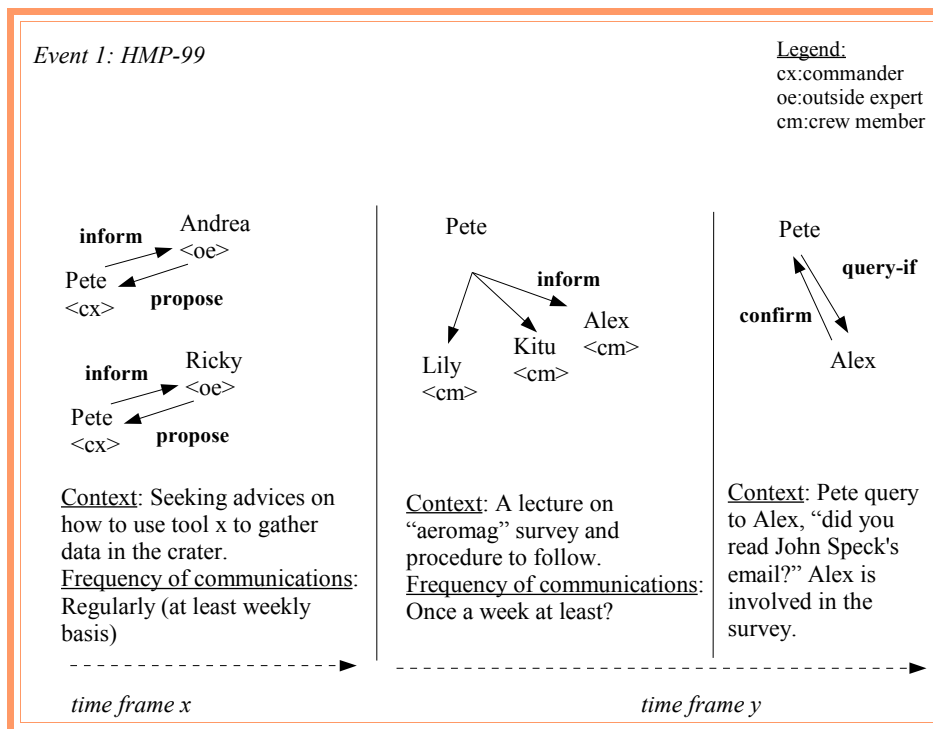 Event 1: HMP-99
Legend:
cx:commander
oe:outside expert
cm:crew member
Andrea
inform
<oe>
Pete
<cx>
propose
Ricky
inform
<oe>
Pete
<cx>
propose
Context: Seeking advices on
how to use tool x to gather
data in the crater.
Frequency of communications:
Regularly (at least weekly
basis)
Pete
inform
Alex
<cm>
Kitu
<cm>
Lily
<cm>
Context: A lecture on
“aeromag” survey and
procedure to follow.
Frequency of communications:
Once a week at least?
Pete
query-if
confirm
Alex
Context: Pete query
to Alex, “did you
read John Speck's
email?” Alex is
involved in the
survey.
time frame x
time frame y